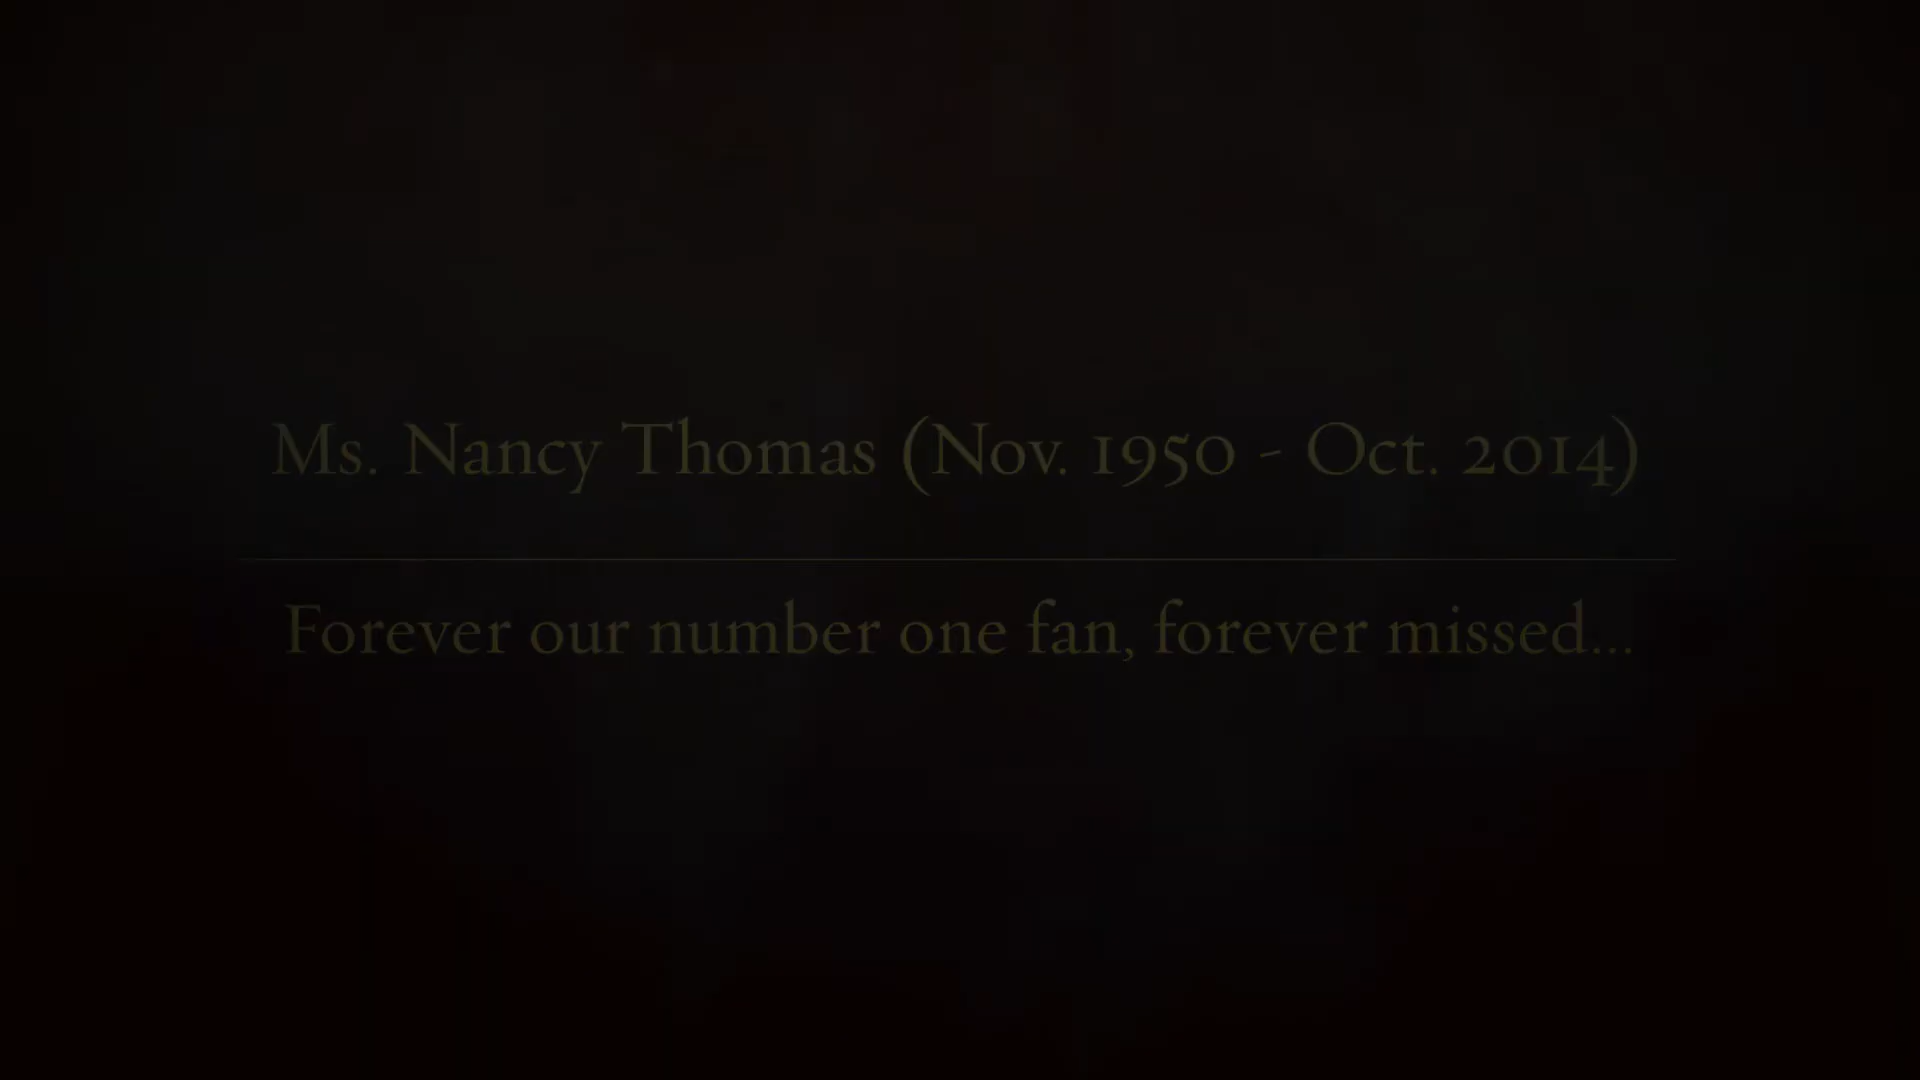 Ms. Nancy Thomas (Nov. 1950 - Oct. 2014)
Forever our number one fan, forever missed...